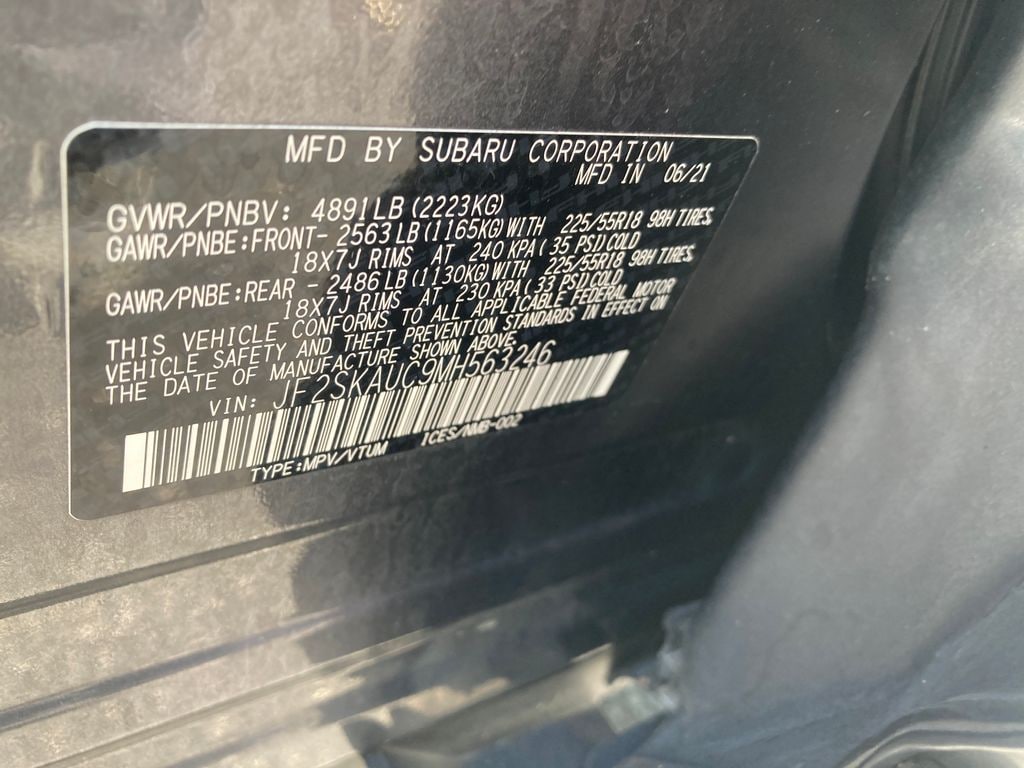 MFD BY SUBARU CORPORATION
MFD IN 06/21
GVWR/PNBV: 4891LB (2223KG)
GAWR/PNBE:FRONT- 2563LB(1165KG)WITH 225/55R18 98H TIRES,
18X7J RIMS AT 240 KPA( 35 PSI)COLD
GAWR/PNBE:REAR - 2486LB(1130KG)WITH 225/55R18 98H TIRES,
18X7J RIMS AT 230 KPA( 33 PSI)COLD.
THIS VEHICLE CONFORMS TO ALL APPLICABLE FEDERAL MOTOR
VEHICLE SAFETY AND THEFT PREVENTION STANDARDS IN EFFECT ON
THE DATE OF MANUFACTURE SHOWN ABOVE.
VIN: JF2SKAUC9MH563246
TYPE:MPV/VTUM ICES/NMB-002